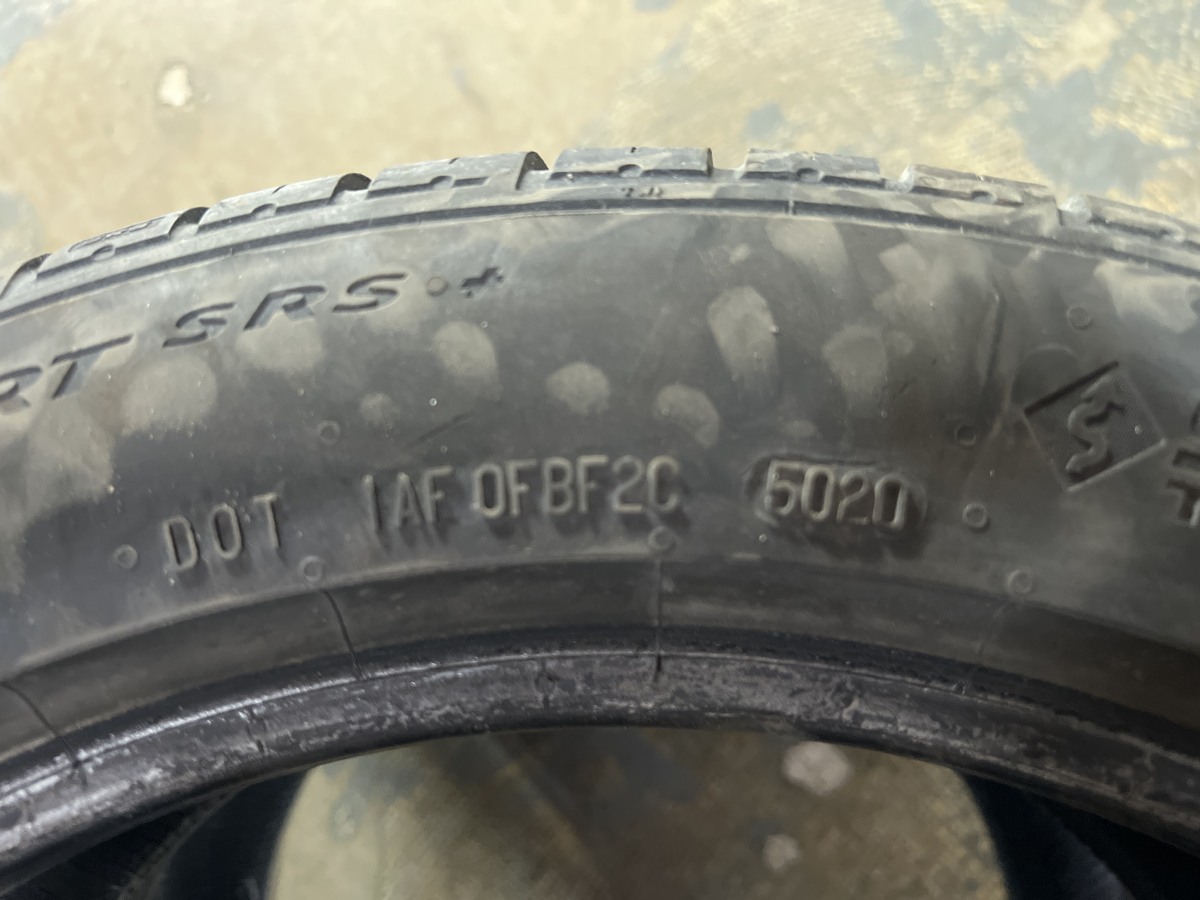 RT SRS +
DOT 1AF 0FBF2C 5020